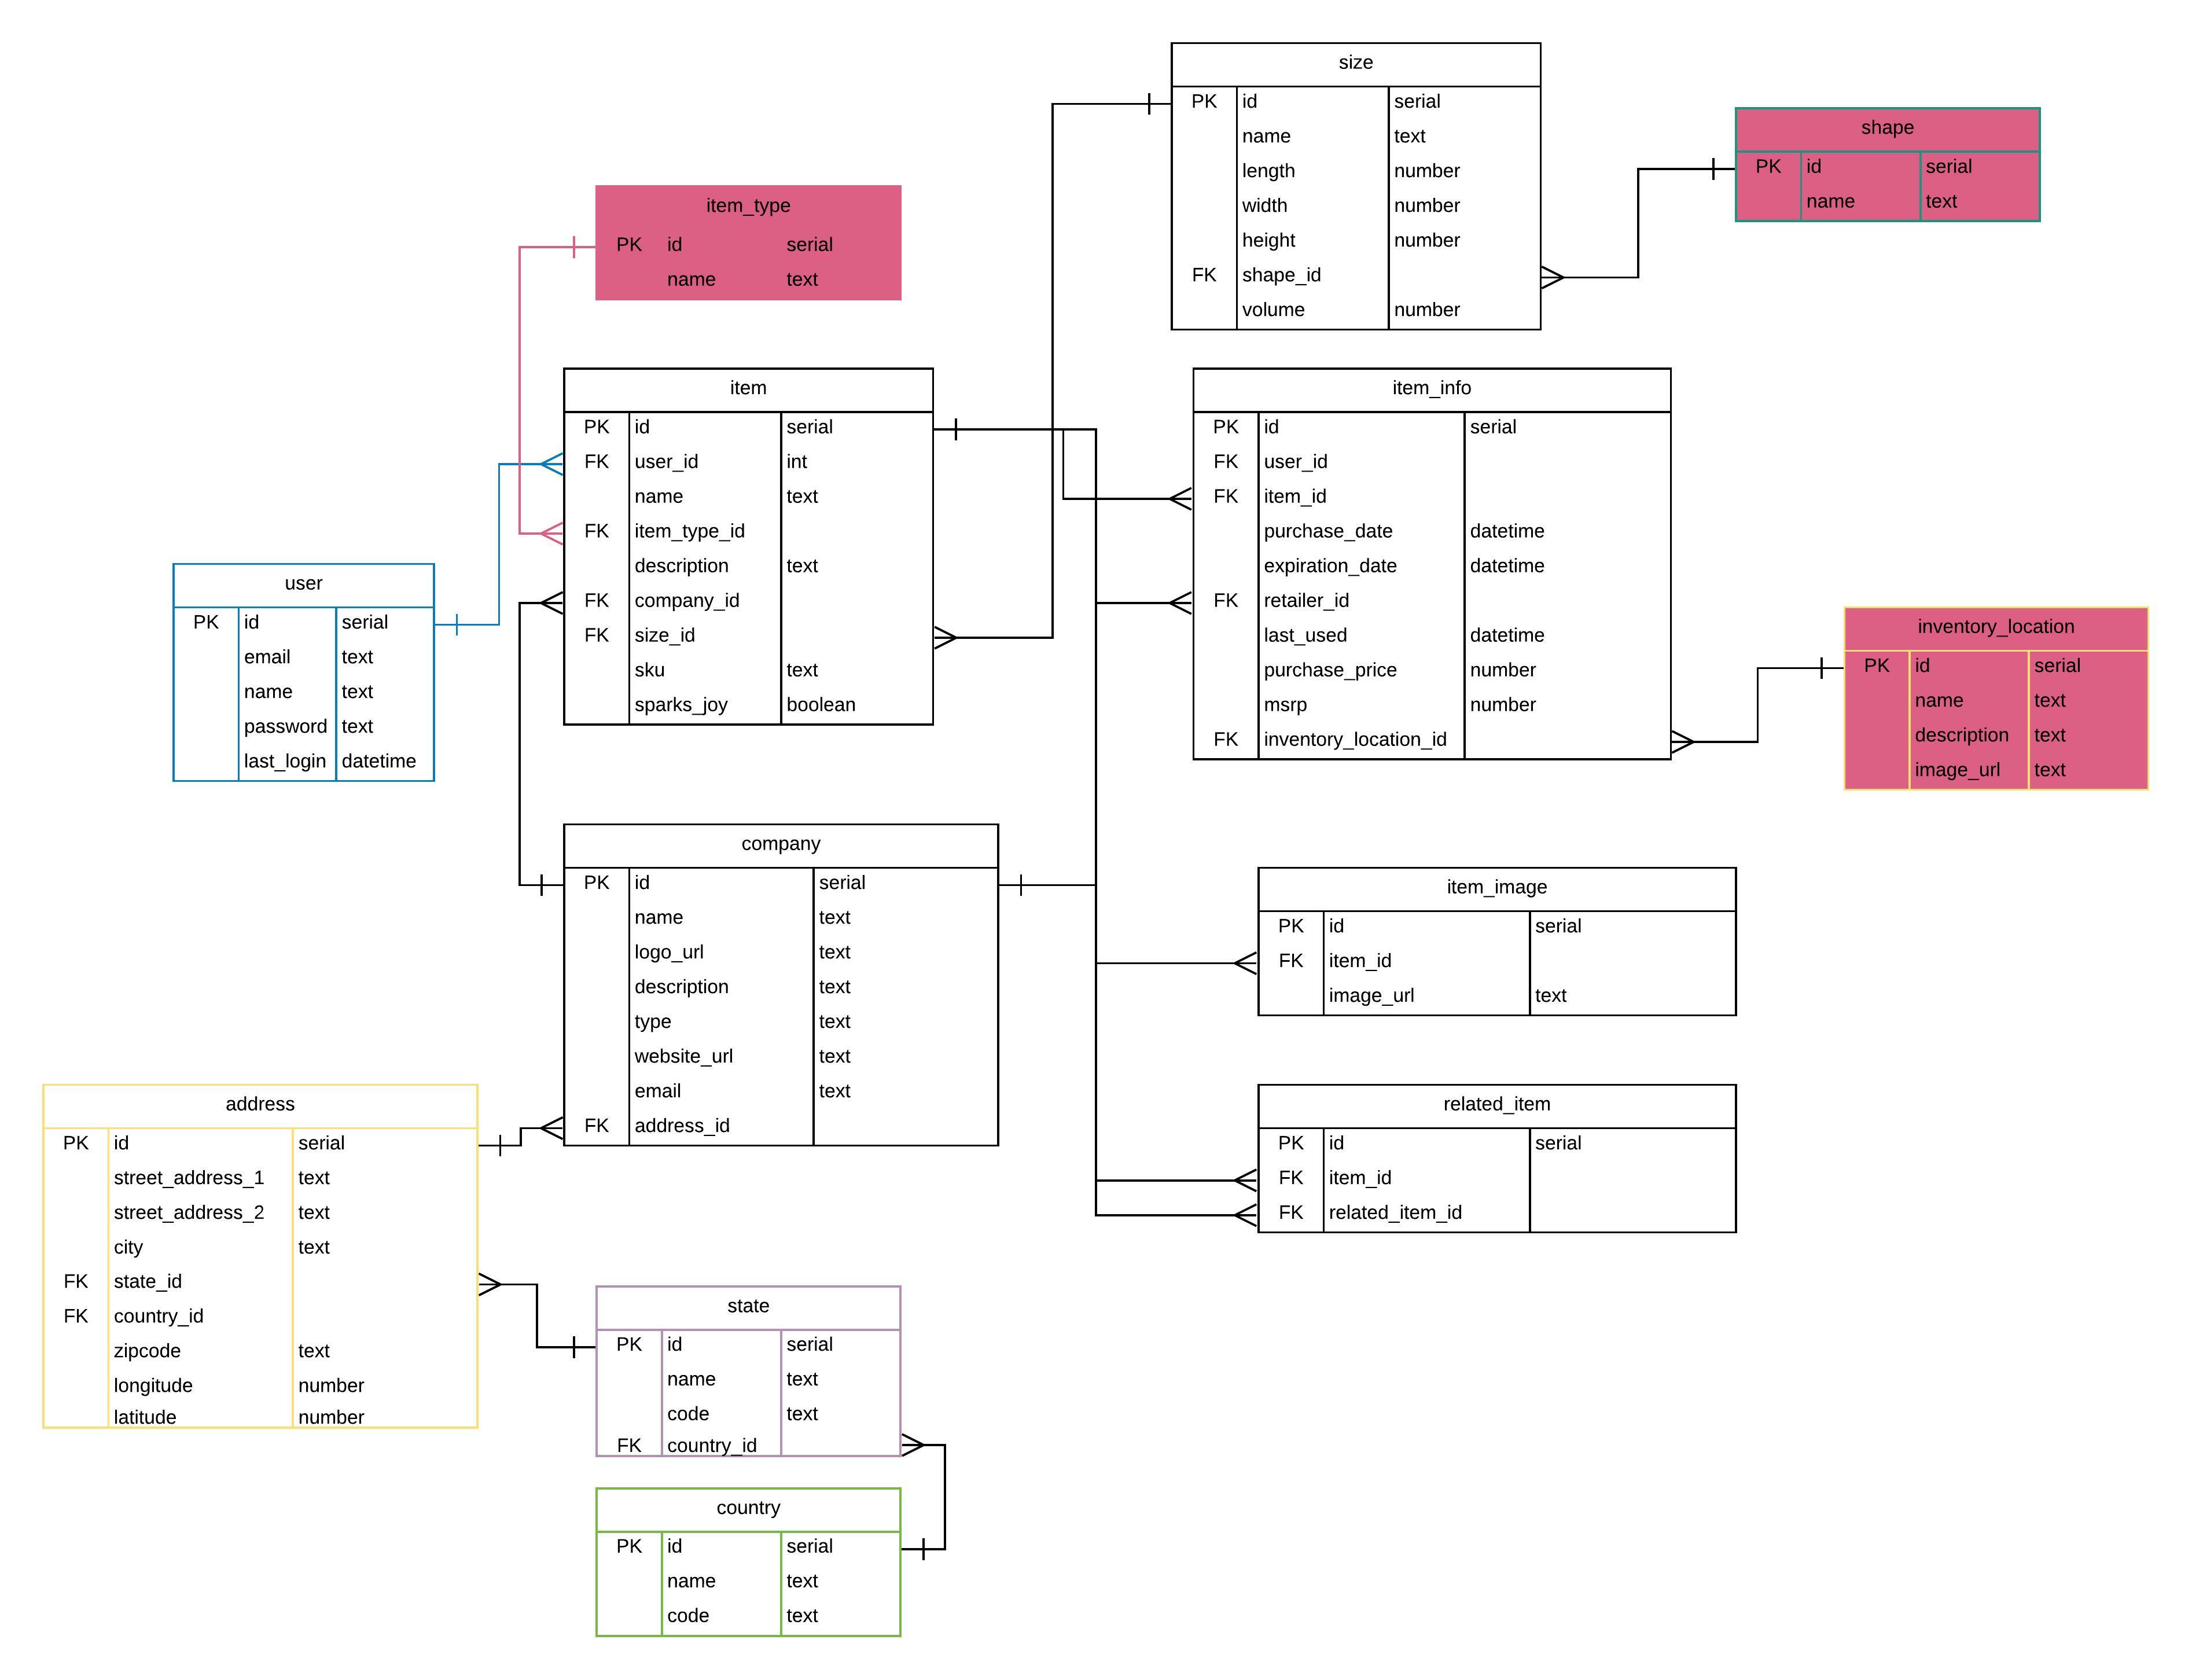 size
PK id serial
name text
length number
width number
height number
FK shape_id
volume number
shape
PK id serial
name text
item_type
PK id serial
name text
item
PK id serial
FK user_id int
name text
FK item_type_id
description text
FK company_id
FK size_id
sku text
sparks_joy boolean
item_info
PK id serial
FK user_id
FK item_id
purchase_date datetime
expiration_date datetime
FK retailer_id
last_used datetime
purchase_price number
msrp number
FK inventory_location_id
user
PK id serial
email text
name text
password text
last_login datetime
inventory_location
PK id serial
name text
description text
image_url text
company
PK id serial
name text
logo_url text
description text
type text
website_url text
email text
FK address_id
item_image
PK id serial
FK item_id
image_url text
address
PK id serial
street_address_1 text
street_address_2 text
city text
FK state_id
FK country_id
zipcode text
longitude number
latitude number
related_item
PK id serial
FK item_id
FK related_item_id
state
PK id serial
name text
code text
FK country_id
country
PK id serial
name text
code text